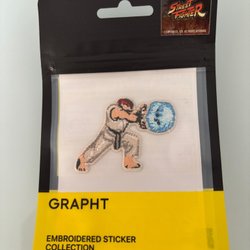 STREET
FIGHTER
GRAPHT
EMBROIDERED STICKER
COLLECTION